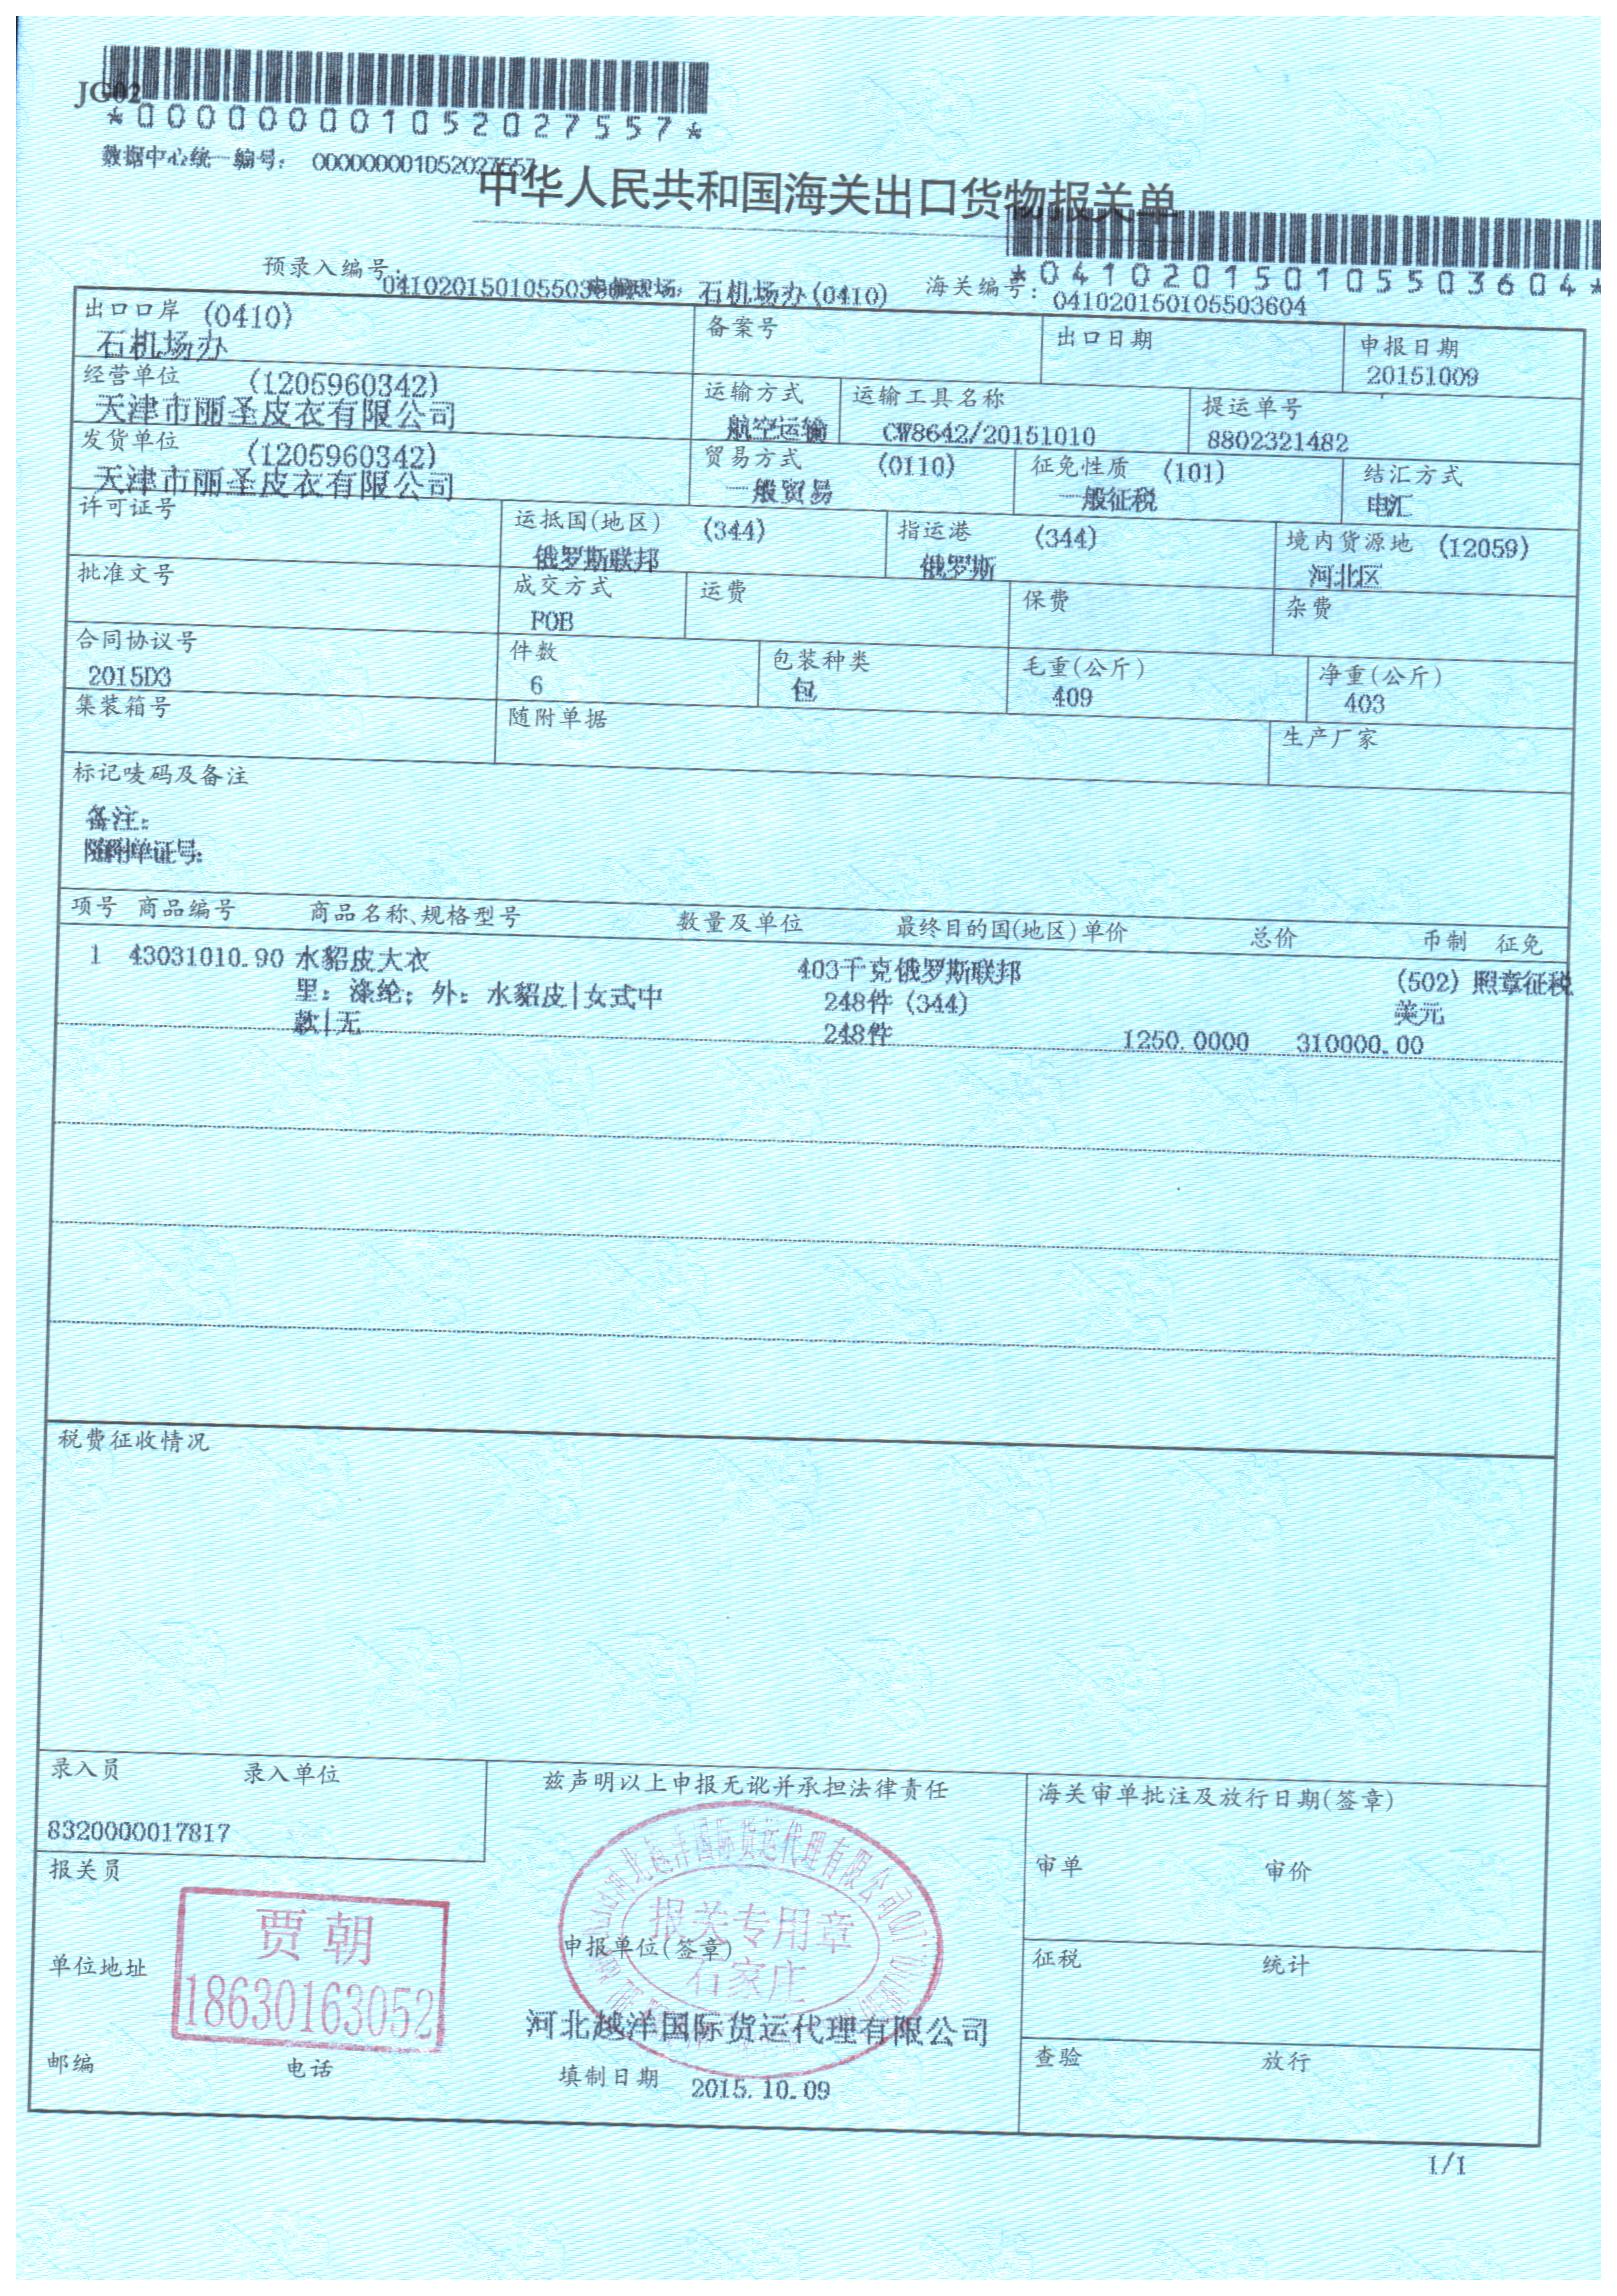 JG02
*000000001052027557*
数据中心统一编号： 000000001052027557
中华人民共和国海关出口货物报关单
*041020150105503604*
预录入编号： 申报现场： 石机场办(0410) 海关编号： 041020150105503604
出口口岸 (0410) 备案号 出口日期 申报日期
石机场办 20151009
经营单位 (1205960342) 运输方式 运输工具名称 提运单号
天津市丽圣皮衣有限公司 航空运输 CW8642/20151010 8802321482
发货单位 (1205960342) 贸易方式 (0110) 征免性质 (101) 结汇方式
天津市丽圣皮衣有限公司 一般贸易 一般征税 电汇
许可证号 运抵国(地区) (344) 指运港 (344) 境内货源地 (12059)
俄罗斯联邦 俄罗斯 河北区
批准文号 成交方式 运费 保费 杂费
FOB
合同协议号 件数 包装种类 毛重(公斤) 净重(公斤)
2015D3 6 包 409 403
集装箱号 随附单据 生产厂家
标记唛码及备注
备注：
随附单证号：
项号 商品编号 商品名称、规格型号 数量及单位 最终目的国(地区)单价 总价 币制 征免
1 43031010.90 水貂皮大衣 403千克俄罗斯联邦 (502) 照章征税
里：涤纶；外：水貂皮|女式中 248件 (344) 美元
款|无 248件 1250.0000 310000.00
税费征收情况
录入员 录入单位 兹声明以上申报无讹并承担法律责任 海关审单批注及放行日期(签章)
8320000017817
报关员 审单 审价
河北越洋国际货运代理有限公司
报关专用章
石家庄
贾朝
18630163052
单位地址 申报单位(签章) 征税 统计
河北越洋国际货运代理有限公司
邮编 电话 填制日期 2015.10.09 查验 放行
1/1